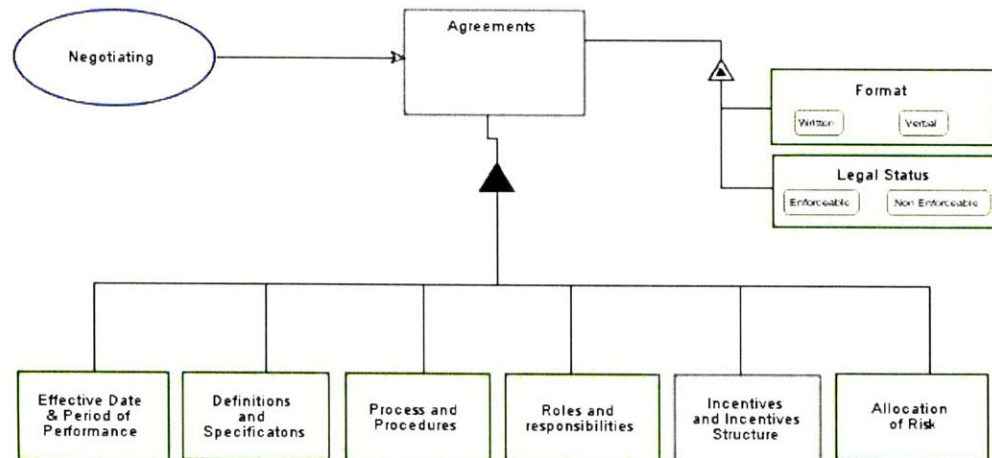 Negotiating
Agreements
Format
Written
Verbal
Legal Status
Enforceable
Non Enforceable
Effective Date
& Period of
Performance
Definitions
and
Specificatons
Process and
Procedures
Roles and
responsibilities
Incentives
and Incentives
Structure
Allocation
of Risk